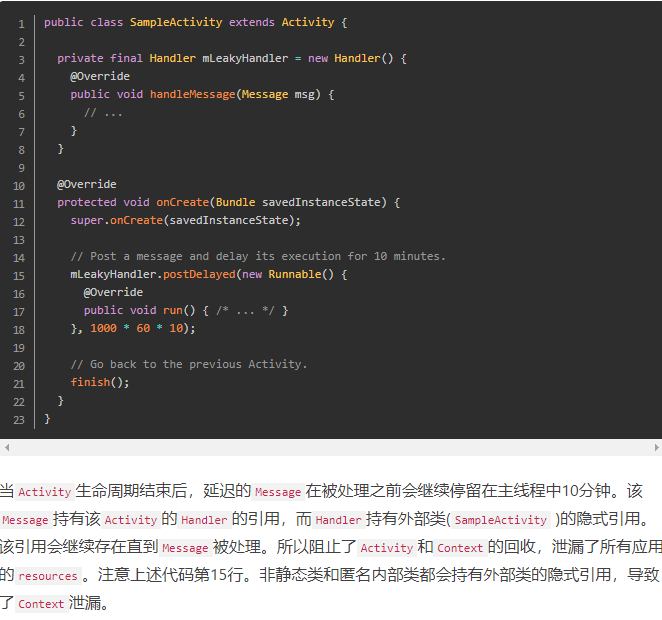 1 public class SampleActivity extends Activity {
2
3 private final Handler mLeakyHandler = new Handler() {
4 @Override
5 public void handleMessage(Message msg) {
6 // ...
7 }
8 }
9
10 @Override
11 protected void onCreate(Bundle savedInstanceState) {
12 super.onCreate(savedInstanceState);
13
14 // Post a message and delay its execution for 10 minutes.
15 mLeakyHandler.postDelayed(new Runnable() {
16 @Override
17 public void run() { /* ... */ }
18 }, 1000 * 60 * 10);
19
20 // Go back to the previous Activity.
21 finish();
22 }
23 }
当 Activity 生命周期结束后，延迟的 Message 在被处理之前会继续停留在主线程中10分钟。该
Message 持有该 Activity 的 Handler 的引用，而 Handler 持有外部类( SampleActivity )的隐式引用。
该引用会继续存在直到 Message 被处理。所以阻止了 Activity 和 Context 的回收，泄漏了所有应用
的 resources 。注意上述代码第15行。非静态类和匿名内部类都会持有外部类的隐式引用，导致
了 Context 泄漏。